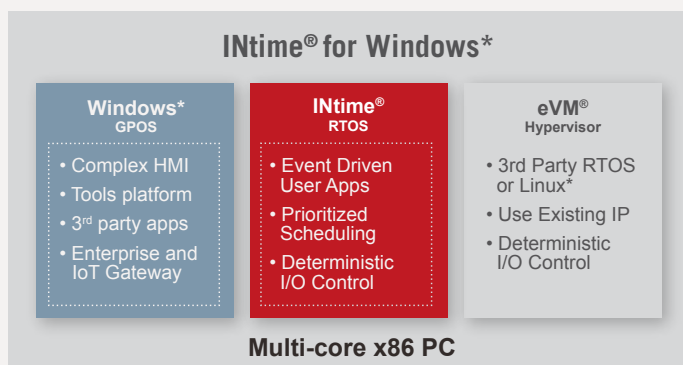 INtime® for Windows*
Windows*
GPOS
• Complex HMI
• Tools platform
• 3rd party apps
• Enterprise and
IoT Gateway
INtime®
RTOS
• Event Driven
User Apps
• Prioritized
Scheduling
• Deterministic
I/O Control
eVM®
Hypervisor
• 3rd Party RTOS
or Linux*
• Use Existing IP
• Deterministic
I/O Control
Multi-core x86 PC